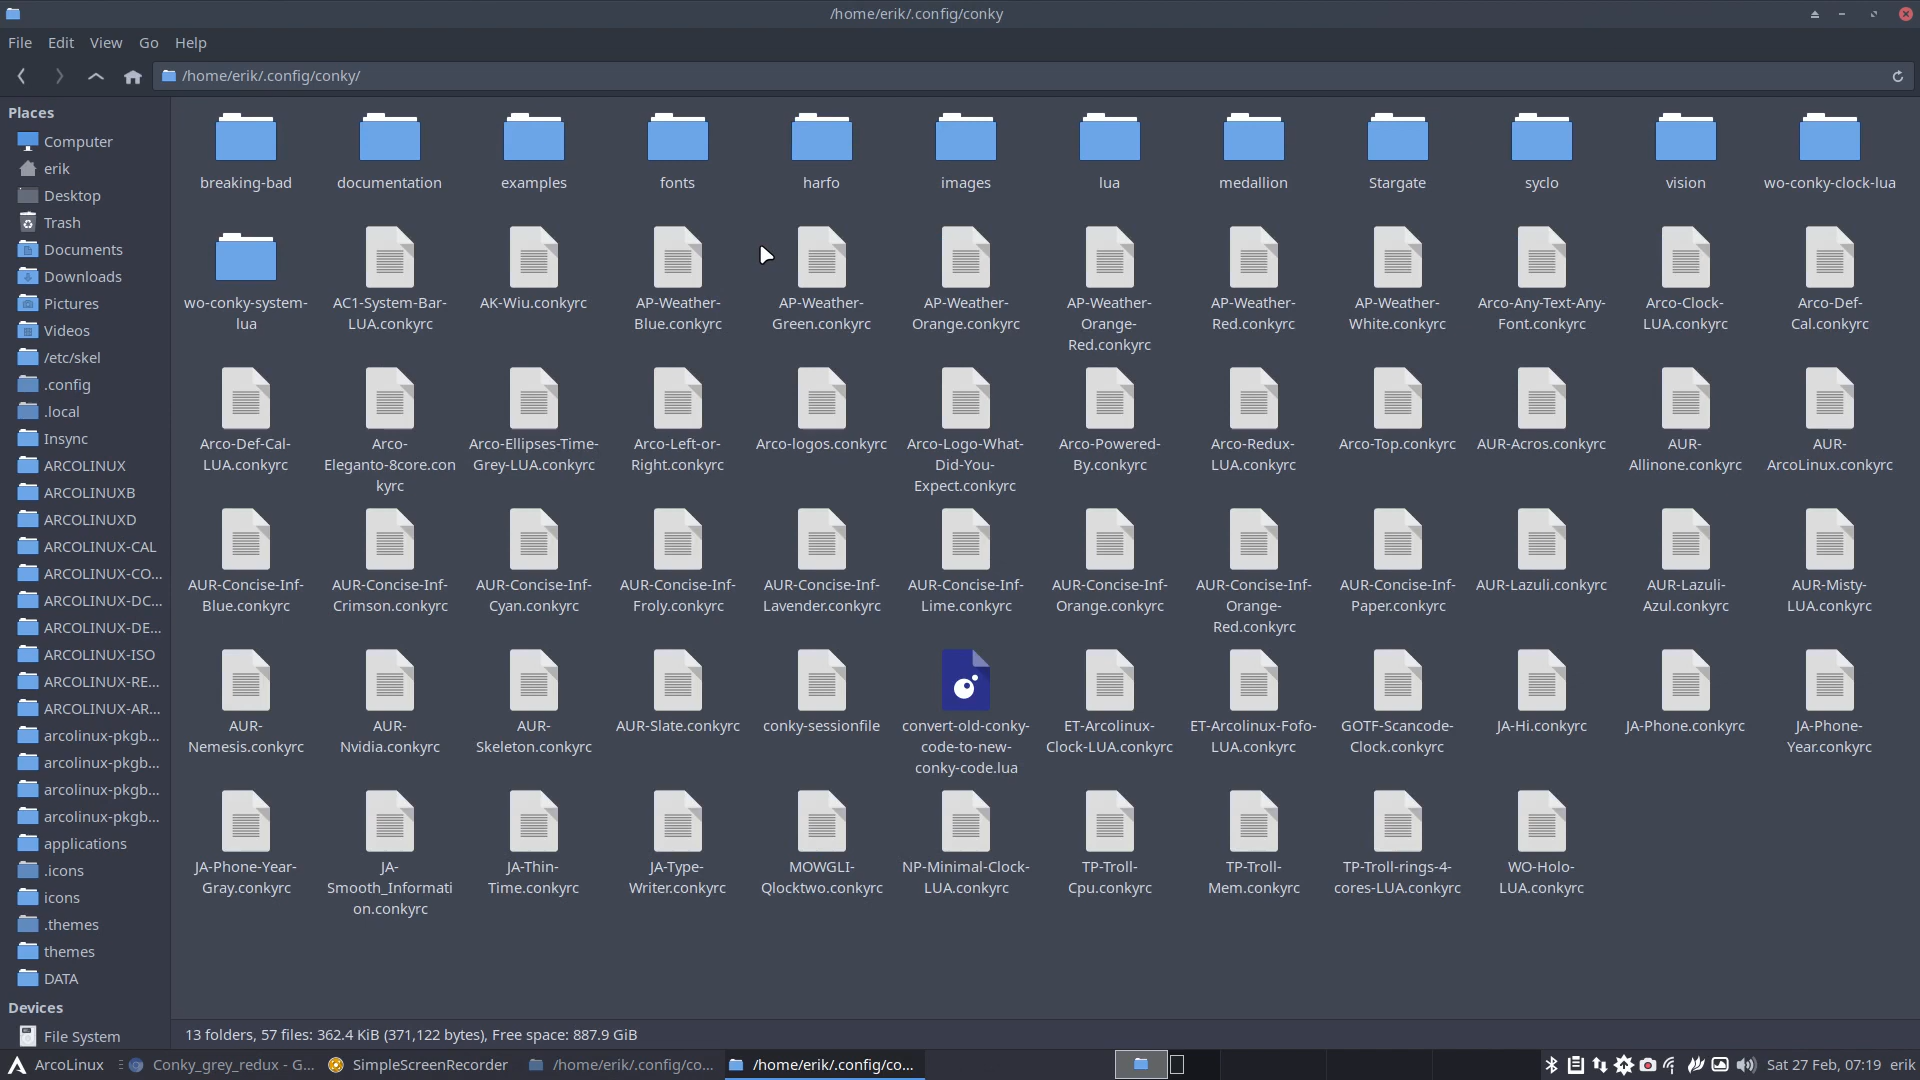 /home/erik/.config/conky
File Edit View Go Help
/home/erik/.config/conky/
Places
Computer
erik
Desktop
Trash
Documents
Downloads
Pictures
Videos
/etc/skel
.config
.local
Insync
ARCOLINUX
ARCOLINUXB
ARCOLINUXD
ARCOLINUX-CAL
ARCOLINUX-CO...
ARCOLINUX-DC...
ARCOLINUX-DE...
ARCOLINUX-ISO
ARCOLINUX-RE...
ARCOLINUX-AR...
arcolinux-pkgb...
arcolinux-pkgb...
arcolinux-pkgb...
arcolinux-pkgb...
applications
.icons
icons
.themes
themes
DATA
Devices
File System
breaking-bad
documentation
examples
fonts
harfo
images
lua
medallion
Stargate
syclo
vision
wo-conky-clock-lua
wo-conky-system-
lua
AC1-System-Bar-
LUA.conkyrc
AK-Wiu.conkyrc
AP-Weather-
Blue.conkyrc
AP-Weather-
Green.conkyrc
AP-Weather-
Orange.conkyrc
AP-Weather-
Orange-
Red.conkyrc
AP-Weather-
Red.conkyrc
AP-Weather-
White.conkyrc
Arco-Any-Text-Any-
Font.conkyrc
Arco-Clock-
LUA.conkyrc
Arco-Def-
Cal.conkyrc
Arco-Def-Cal-
LUA.conkyrc
Arco-
Eleganto-8core.con
kyrc
Arco-Ellipses-Time-
Grey-LUA.conkyrc
Arco-Left-or-
Right.conkyrc
Arco-logos.conkyrc
Arco-Logo-What-
Did-You-
Expect.conkyrc
Arco-Powered-
By.conkyrc
Arco-Redux-
LUA.conkyrc
Arco-Top.conkyrc
AUR-Acros.conkyrc
AUR-
Allinone.conkyrc
AUR-
ArcoLinux.conkyrc
AUR-Concise-Inf-
Blue.conkyrc
AUR-Concise-Inf-
Crimson.conkyrc
AUR-Concise-Inf-
Cyan.conkyrc
AUR-Concise-Inf-
Froly.conkyrc
AUR-Concise-Inf-
Lavender.conkyrc
AUR-Concise-Inf-
Lime.conkyrc
AUR-Concise-Inf-
Orange.conkyrc
AUR-Concise-Inf-
Orange-
Red.conkyrc
AUR-Concise-Inf-
Paper.conkyrc
AUR-Lazuli.conkyrc
AUR-Lazuli-
Azul.conkyrc
AUR-Misty-
LUA.conkyrc
AUR-
Nemesis.conkyrc
AUR-
Nvidia.conkyrc
AUR-
Skeleton.conkyrc
AUR-Slate.conkyrc
conky-sessionfile
convert-old-conky-
code-to-new-
conky-code.lua
ET-Arcolinux-
Clock-LUA.conkyrc
ET-Arcolinux-Fofo-
LUA.conkyrc
GOTF-Scancode-
Clock.conkyrc
JA-Hi.conkyrc
JA-Phone.conkyrc
JA-Phone-
Year.conkyrc
JA-Phone-Year-
Gray.conkyrc
JA-
Smooth_Informati
on.conkyrc
JA-Thin-
Time.conkyrc
JA-Type-
Writer.conkyrc
MOWGLI-
Qlocktwo.conkyrc
NP-Minimal-Clock-
LUA.conkyrc
TP-Troll-
Cpu.conkyrc
TP-Troll-
Mem.conkyrc
TP-Troll-rings-4-
cores-LUA.conkyrc
WO-Holo-
LUA.conkyrc
13 folders, 57 files: 362.4 KiB (371,122 bytes), Free space: 887.9 GiB
ArcoLinux
Conky_grey_redux - G...
SimpleScreenRecorder
/home/erik/.config/co...
/home/erik/.config/co...
Sat 27 Feb, 07:19
erik